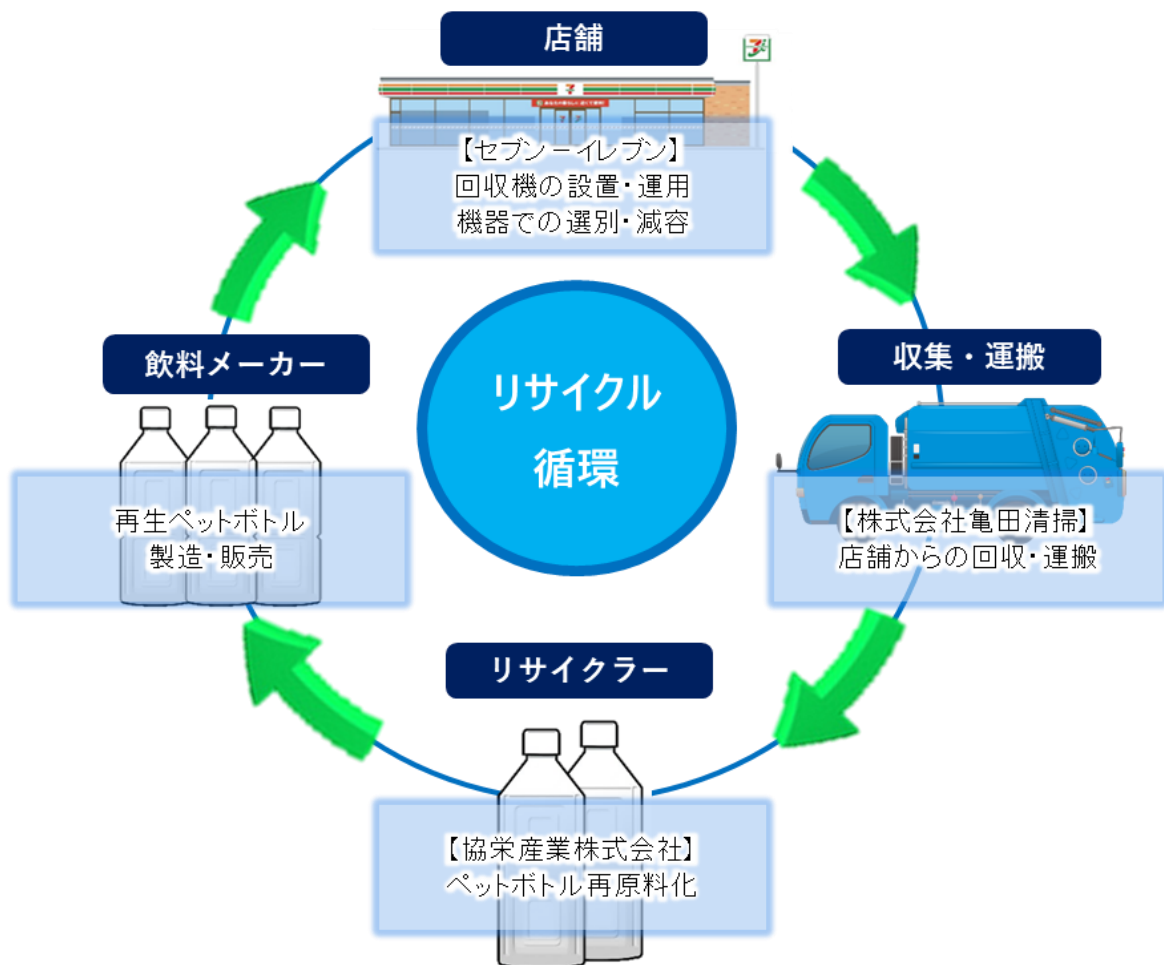 店舗
7
【セブン－イレブン】
回収機の設置・運用
機器での選別・減容
収集・運搬
【株式会社亀田清掃】
店舗からの回収・運搬
リサイクラー
【協栄産業株式会社】
ペットボトル再原料化
飲料メーカー
再生ペットボトル
製造・販売
リサイクル
循環